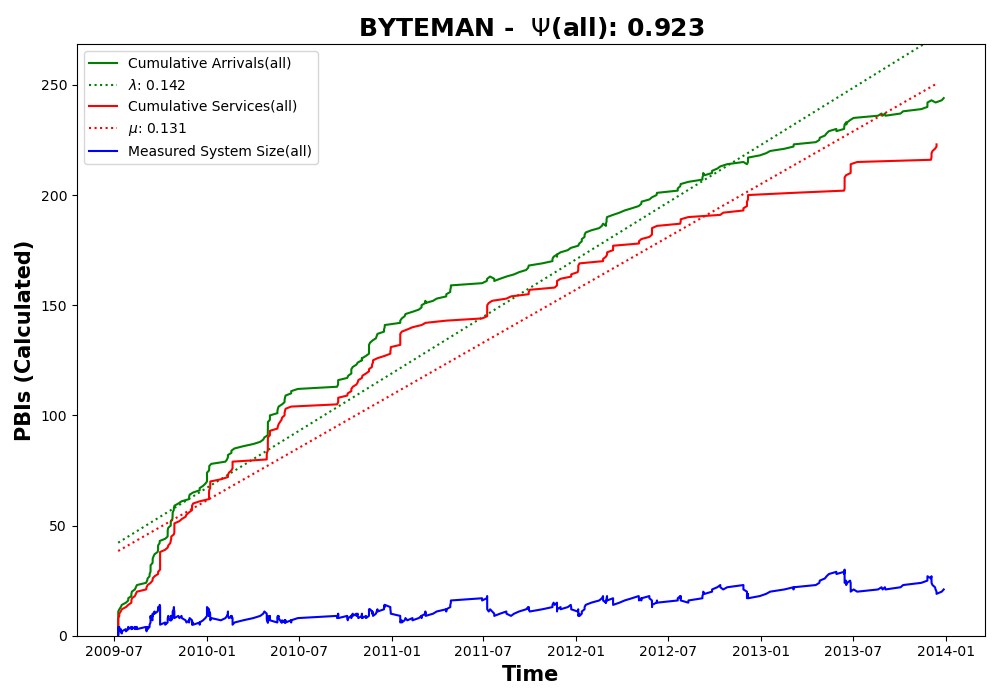 BYTEMAN - Ψ(all): 0.923
Cumulative Arrivals(all)
λ: 0.142
Cumulative Services(all)
μ: 0.131
Measured System Size(all)
PBIs (Calculated)
250
200
150
100
50
0
2009-07 2010-01 2010-07 2011-01 2011-07 2012-01 2012-07 2013-01 2013-07 2014-01
Time